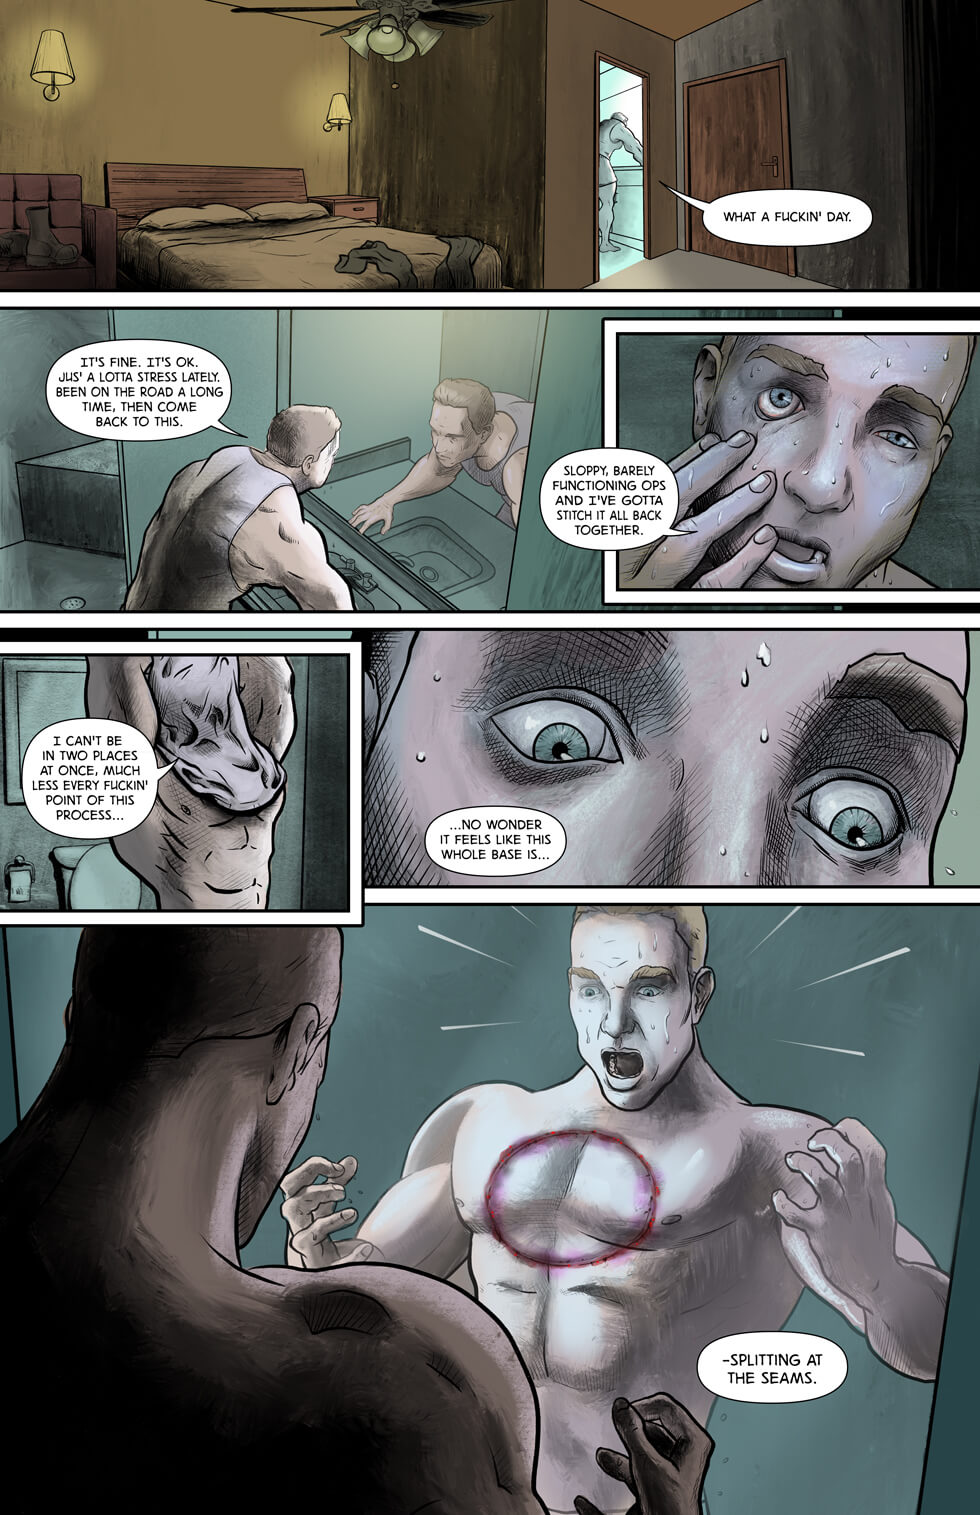 WHAT A FUCKIN' DAY.
IT'S FINE. IT'S OK.
JUS' A LOTTA STRESS LATELY.
BEEN ON THE ROAD A LONG
TIME, THEN COME
BACK TO THIS.
SLOPPY, BARELY
FUNCTIONING OPS
AND I'VE GOTTA
STITCH IT ALL BACK
TOGETHER.
I CAN'T BE
IN TWO PLACES
AT ONCE, MUCH
LESS EVERY FUCKIN'
POINT OF THIS
PROCESS...
...NO WONDER
IT FEELS LIKE THIS
WHOLE BASE IS...
–SPLITTING AT
THE SEAMS.